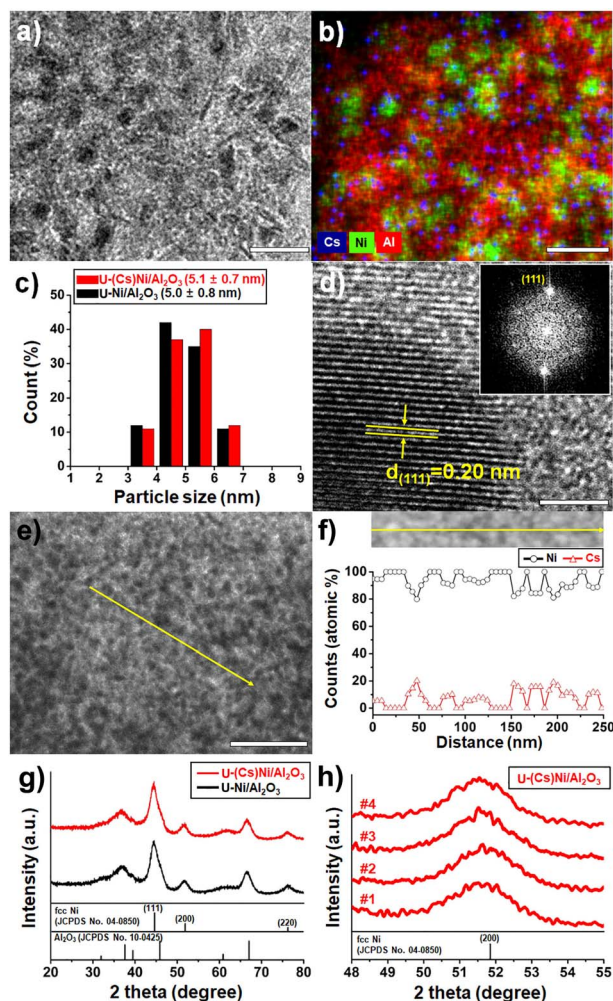 a)
b)
Cs Ni Al
c)
U-(Cs)Ni/Al₂O₃ (5.1 ± 0.7 nm)
U-Ni/Al₂O₃ (5.0 ± 0.8 nm)
50
40
30
20
10
0
Count (%)
1 2 3 4 5 6 7 8 9
Particle size (nm)
d)
(111)
d(111)=0.20 nm
e)
f)
Ni Cs
100
80
60
40
20
0
Counts (atomic %)
0 50 100 150 200 250
Distance (nm)
g)
U-(Cs)Ni/Al₂O₃
U-Ni/Al₂O₃
Intensity (a.u.)
fcc Ni
(JCPDS No. 04-0850)
(111)
(200)
(220)
Al₂O₃ (JCPDS No. 10-0425)
20 30 40 50 60 70 80
2 theta (degree)
h)
U-(Cs)Ni/Al₂O₃
#4
#3
#2
#1
Intensity (a.u.)
fcc Ni
(JCPDS No. 04-0850)
(200)
48 49 50 51 52 53 54 55
2 theta (degree)